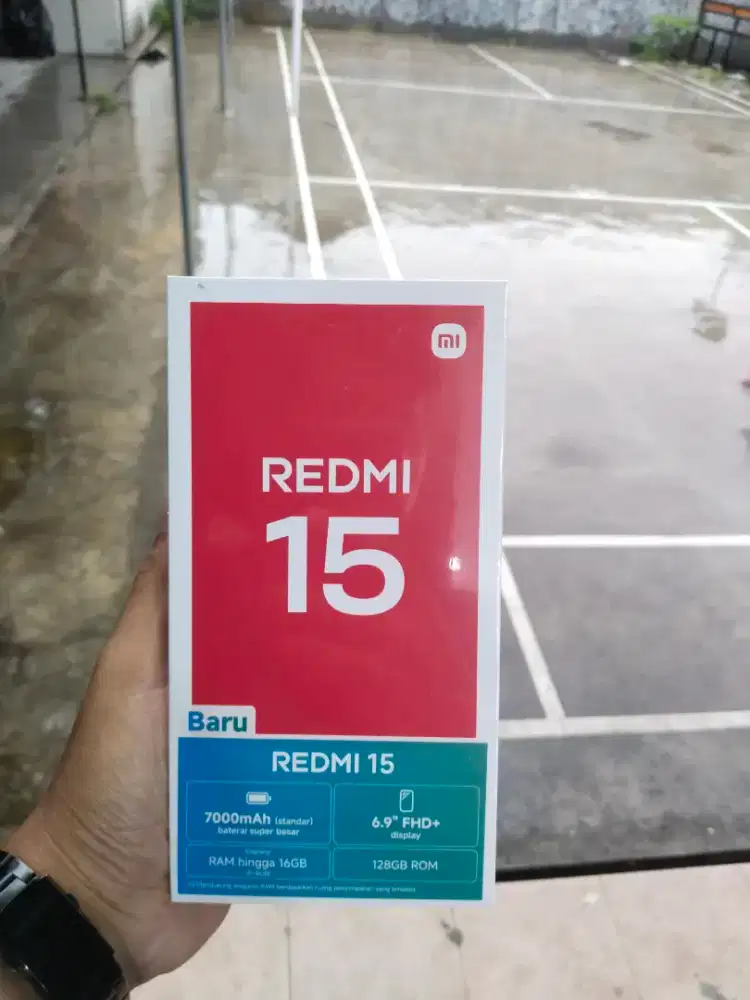 mi
REDMI
15
Baru
REDMI 15
7000mAh (standar)
baterai super besar
6.9" FHD+
display
RAM hingga 16GB
128GB ROM